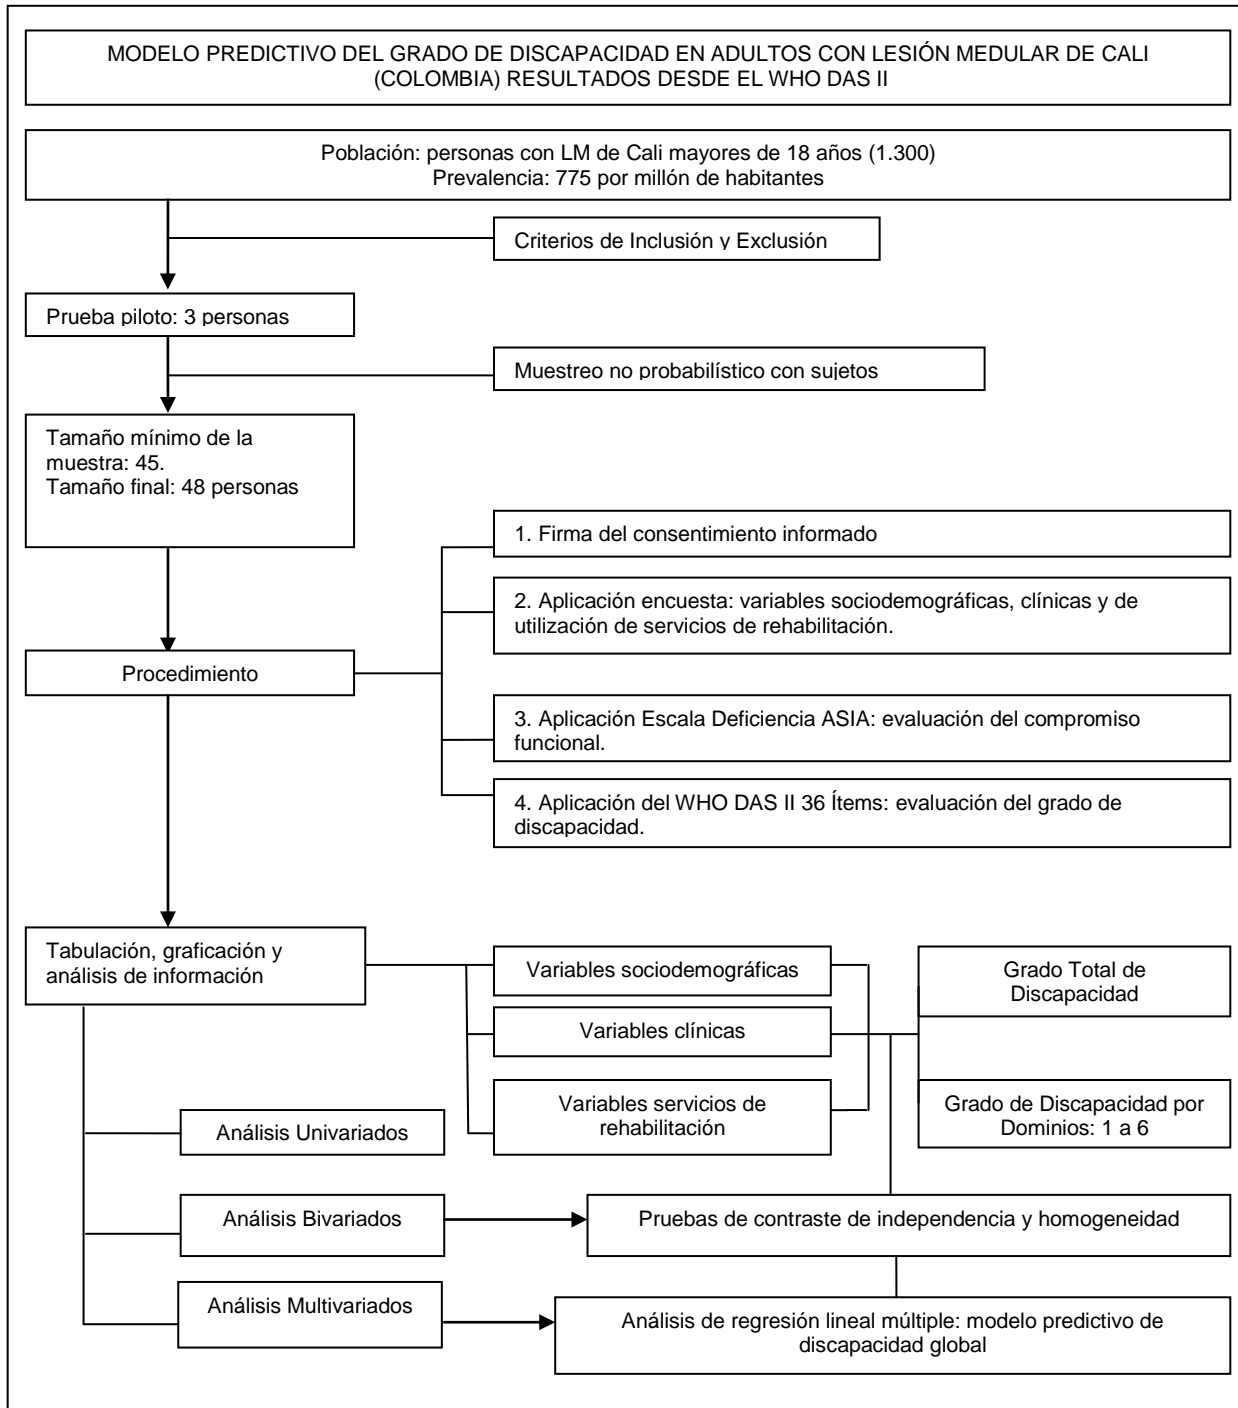 MODELO PREDICTIVO DEL GRADO DE DISCAPACIDAD EN ADULTOS CON LESIÓN MEDULAR DE CALI
(COLOMBIA) RESULTADOS DESDE EL WHO DAS II
Población: personas con LM de Cali mayores de 18 años (1.300)
Prevalencia: 775 por millón de habitantes
Criterios de Inclusión y Exclusión
Prueba piloto: 3 personas
Muestreo no probabilístico con sujetos
Tamaño mínimo de la
muestra: 45.
Tamaño final: 48 personas
1. Firma del consentimiento informado
2. Aplicación encuesta: variables sociodemográficas, clínicas y de
utilización de servicios de rehabilitación.
Procedimiento
3. Aplicación Escala Deficiencia ASIA: evaluación del compromiso
funcional.
4. Aplicación del WHO DAS II 36 Ítems: evaluación del grado de
discapacidad.
Tabulación, graficación y
análisis de información
Variables sociodemográficas
Grado Total de
Discapacidad
Variables clínicas
Variables servicios de
rehabilitación
Grado de Discapacidad por
Dominios: 1 a 6
Análisis Univariados
Análisis Bivariados
Pruebas de contraste de independencia y homogeneidad
Análisis Multivariados
Análisis de regresión lineal múltiple: modelo predictivo de
discapacidad global